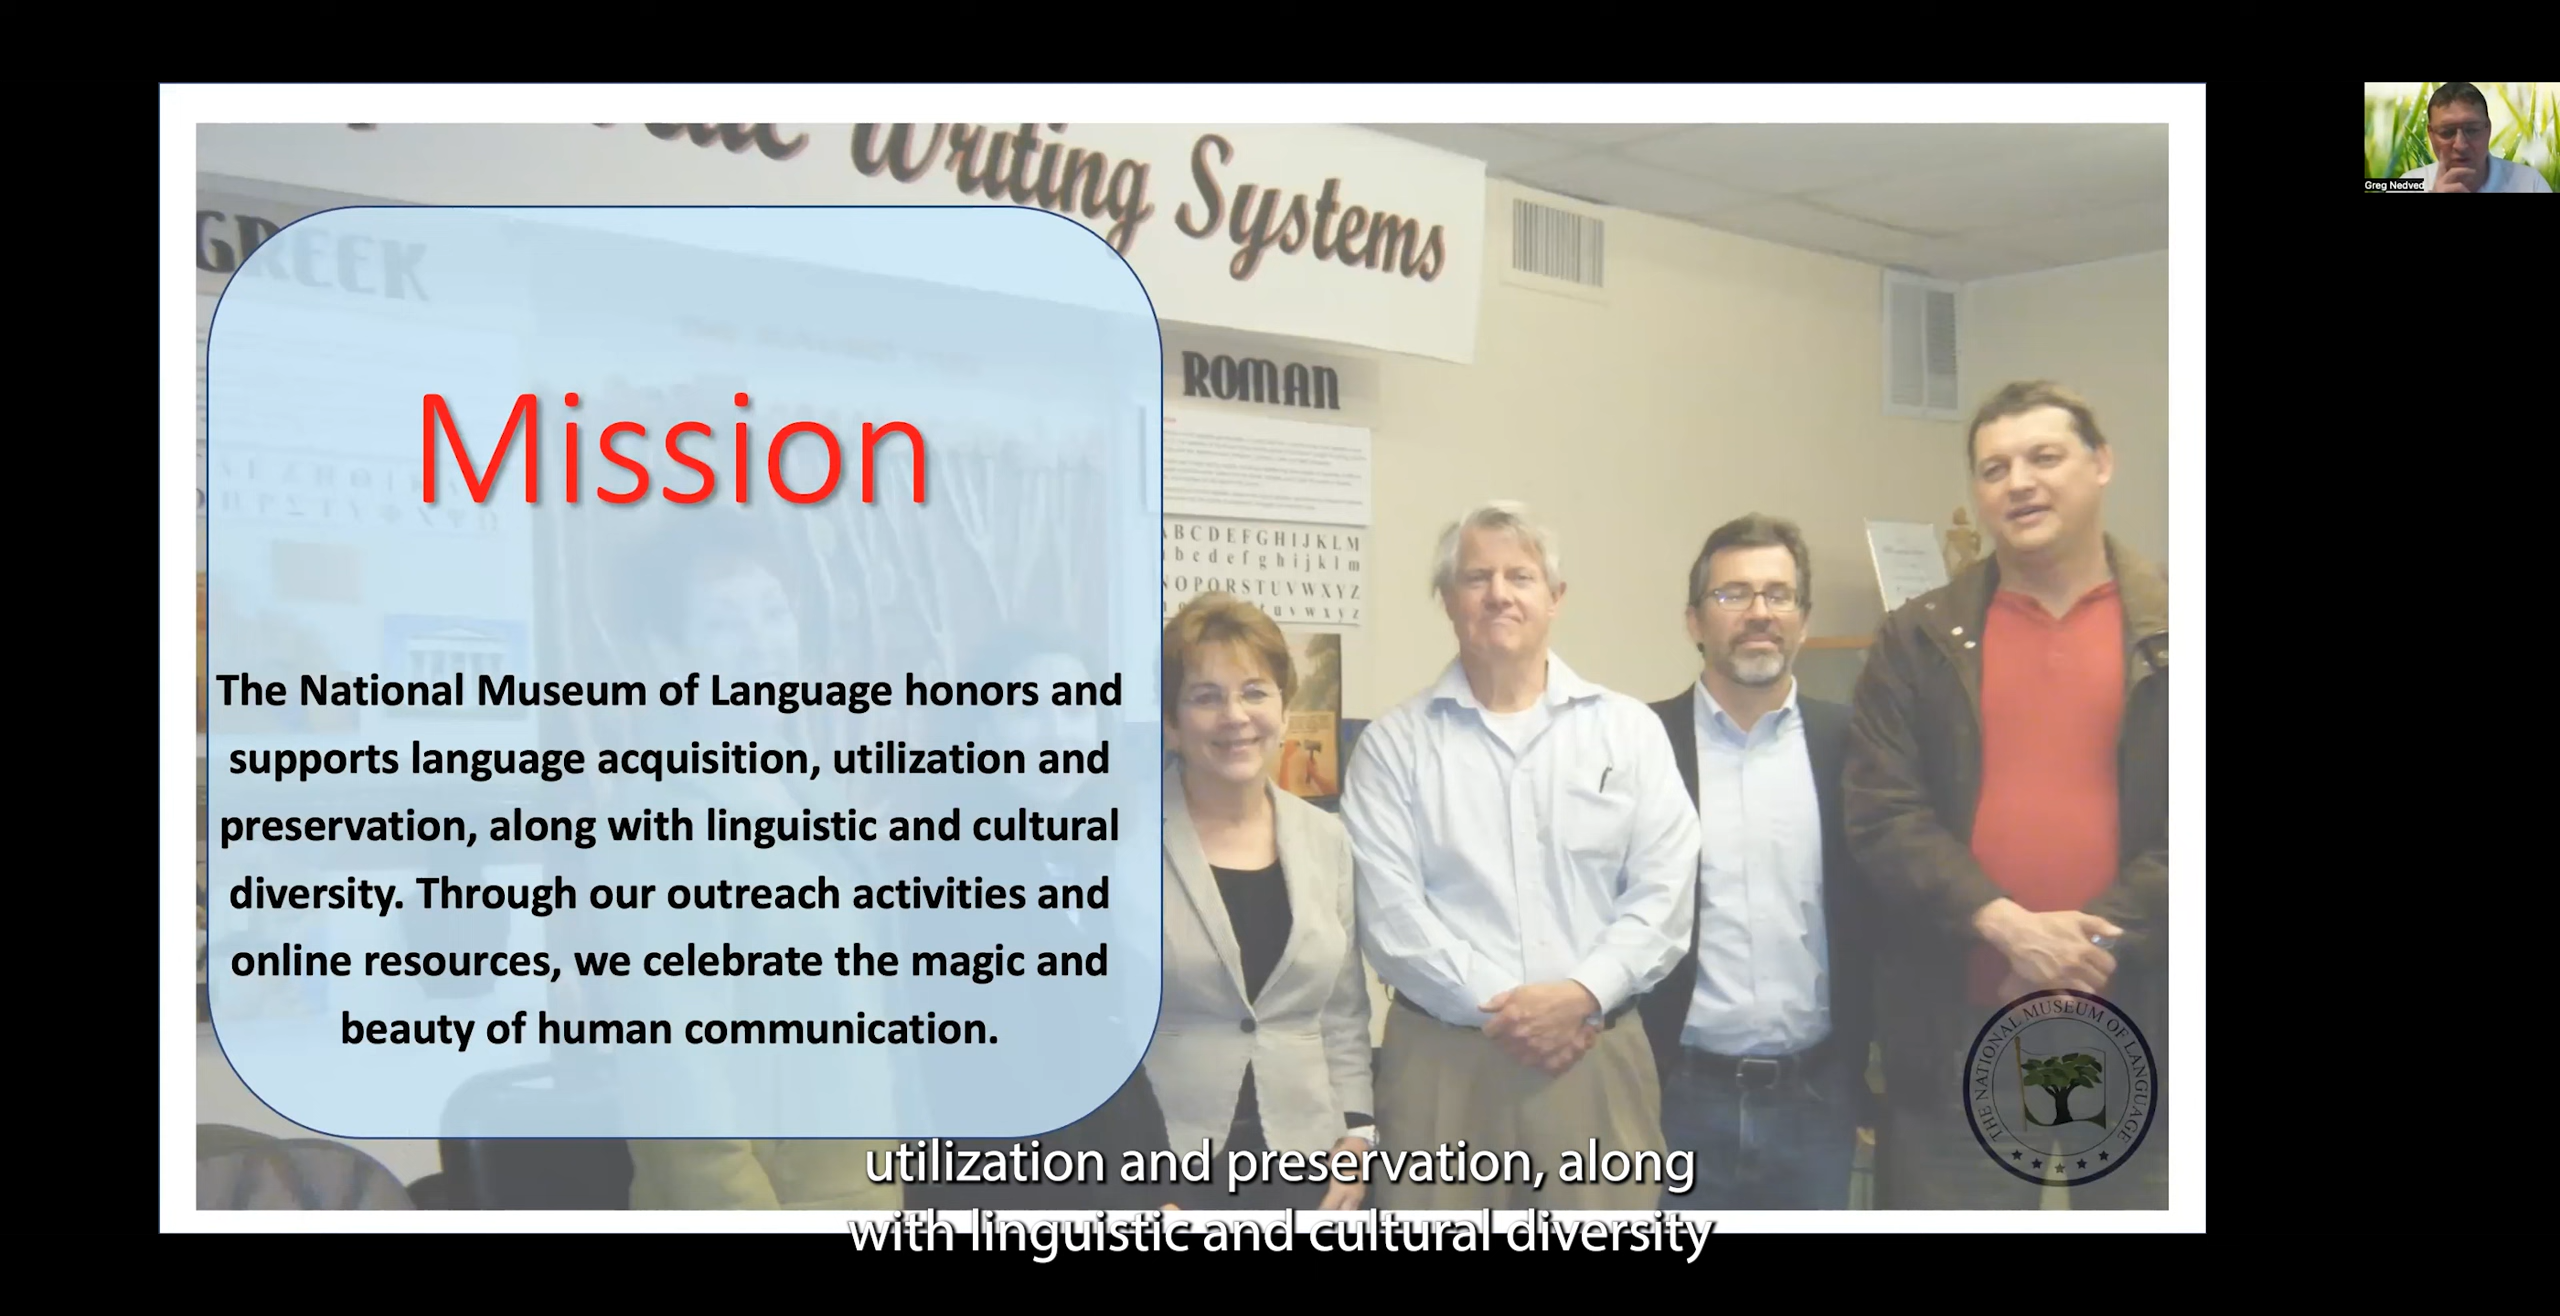 Writing Systems
GREEK
ROMAN
Mission
The National Museum of Language honors and
supports language acquisition, utilization and
preservation, along with linguistic and cultural
diversity. Through our outreach activities and
online resources, we celebrate the magic and
beauty of human communication.
B C D E F G H I J K L M
b c d e f g h i j k l m
O P Q R S T U V W X Y Z
t u v w x y z
THE NATIONAL MUSEUM OF LANGUAGE
utilization and preservation, along
with linguistic and cultural diversity
Greg Nedved